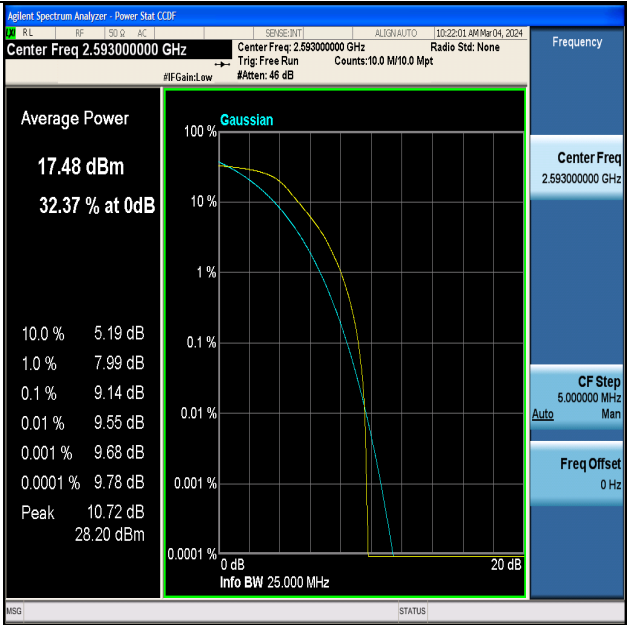 Agilent Spectrum Analyzer - Power Stat CCDF
LXI RL RF 50 Ω AC SENSE:INT ALIGN AUTO 10:22:01 AM Mar 04, 2024
Center Freq 2.593000000 GHz
Center Freq: 2.593000000 GHz Radio Std: None
Trig: Free Run Counts:10.0 M/10.0 Mpt
#IFGain:Low #Atten: 46 dB
Frequency
Average Power
17.48 dBm
32.37 % at 0dB
10.0 % 5.19 dB
1.0 % 7.99 dB
0.1 % 9.14 dB
0.01 % 9.55 dB
0.001 % 9.68 dB
0.0001 % 9.78 dB
Peak 10.72 dB
28.20 dBm
Gaussian
100 %
10 %
1 %
0.1 %
0.01 %
0.001 %
0.0001 %
0 dB 20 dB
Info BW 25.000 MHz
Center Freq
2.593000000 GHz
CF Step
5.000000 MHz
Auto Man
Freq Offset
0 Hz
MSG STATUS